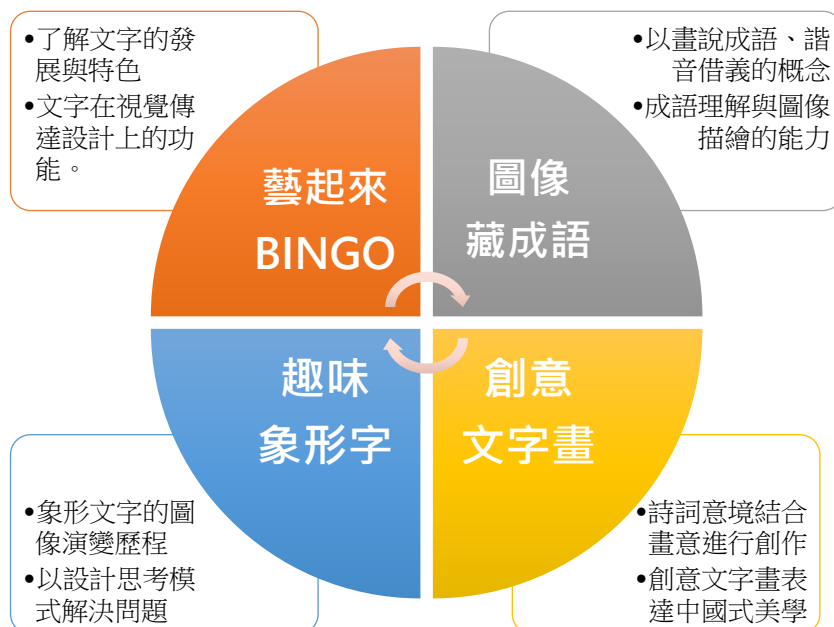 •了解文字的發
展與特色
•文字在視覺傳
達設計上的功
能。
•以畫說成語、諧
音借義的概念
•成語理解與圖像
描繪的能力
藝起來
BINGO
圖像
藏成語
趣味
象形字
創意
文字畫
•象形文字的圖
像演變歷程
•以設計思考模
式解決問題
•詩詞意境結合
畫意進行創作
•創意文字畫表
達中國式美學